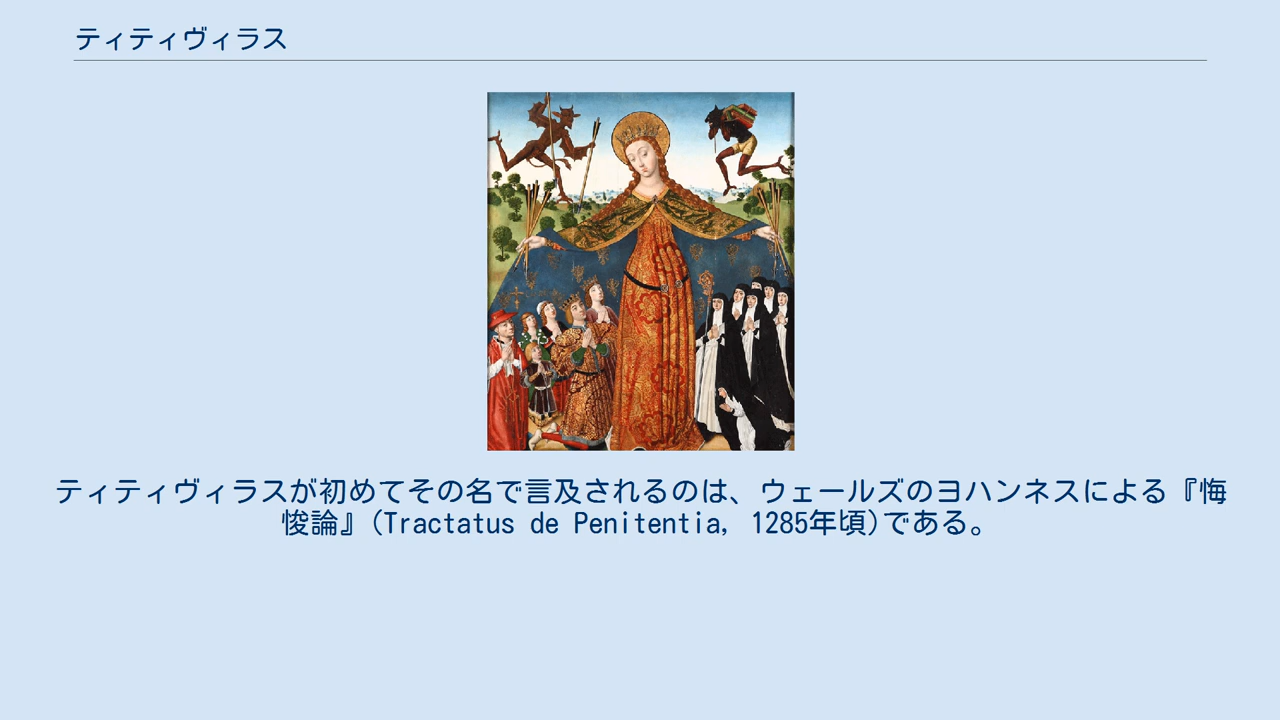 ティティヴィラス
ティティヴィラスが初めてその名で言及されるのは、ウェールズのヨハンネスによる『悔
悛論』(Tractatus de Penitentia, 1285年頃)である。